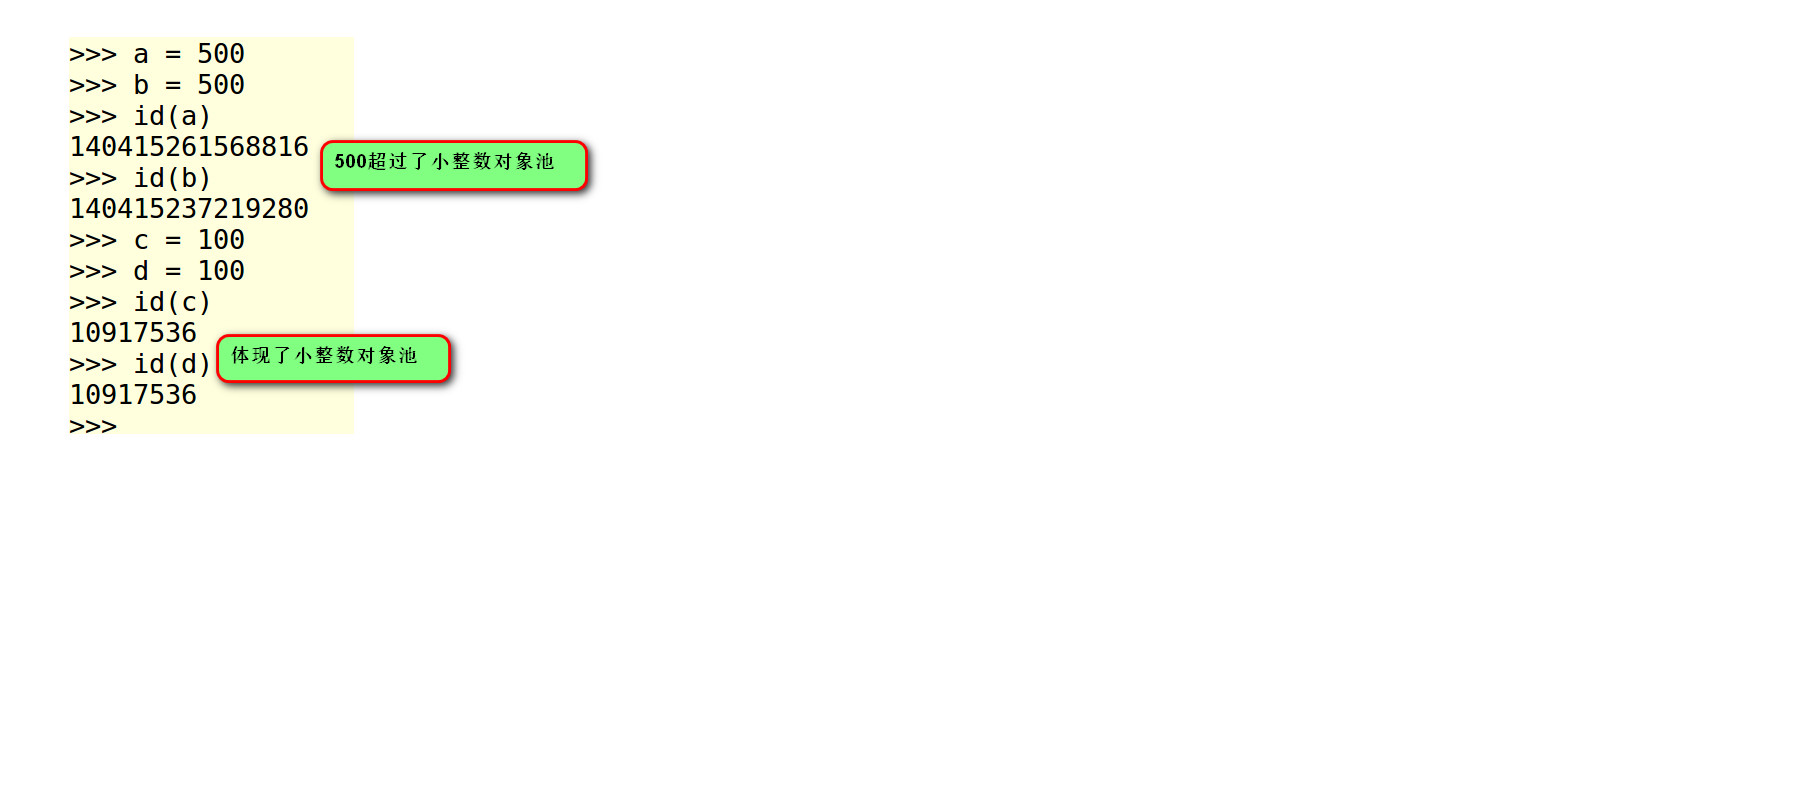 >>> a = 500
>>> b = 500
>>> id(a)
140415261568816
500超过了小整数对象池
>>> id(b)
140415237219280
>>> c = 100
>>> d = 100
>>> id(c)
10917536
体现了小整数对象池
>>> id(d)
10917536
>>>